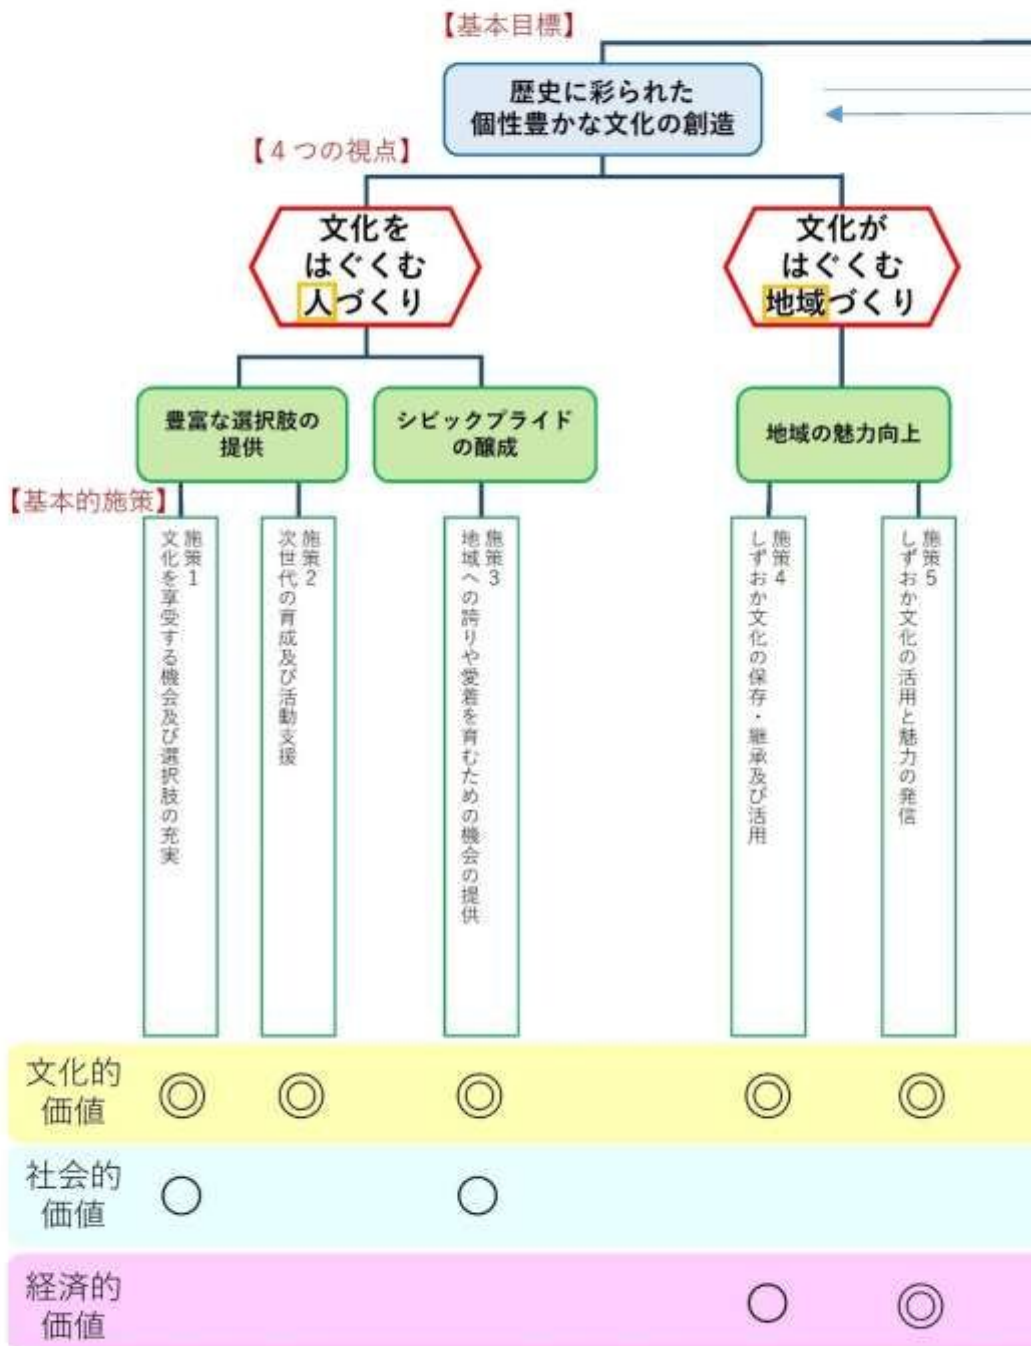 【基本目標】
歴史に彩られた
個性豊かな文化の創造
【4つの視点】
文化を
はぐくむ
人づくり
文化が
はぐくむ
地域づくり
豊富な選択肢の
提供
シビックプライド
の醸成
地域の魅力向上
【基本的施策】
施策1
文化を享受する機会及び選択肢の充実
施策2
次世代の育成及び活動支援
施策3
地域への誇りや愛着を育むための機会の提供
施策4
しずおか文化の保存・継承及び活用
施策5
しずおか文化の活用と魅力の発信
文化的
価値
◎ ◎ ◎ ◎ ◎
社会的
価値
○ ○
経済的
価値
○ ◎